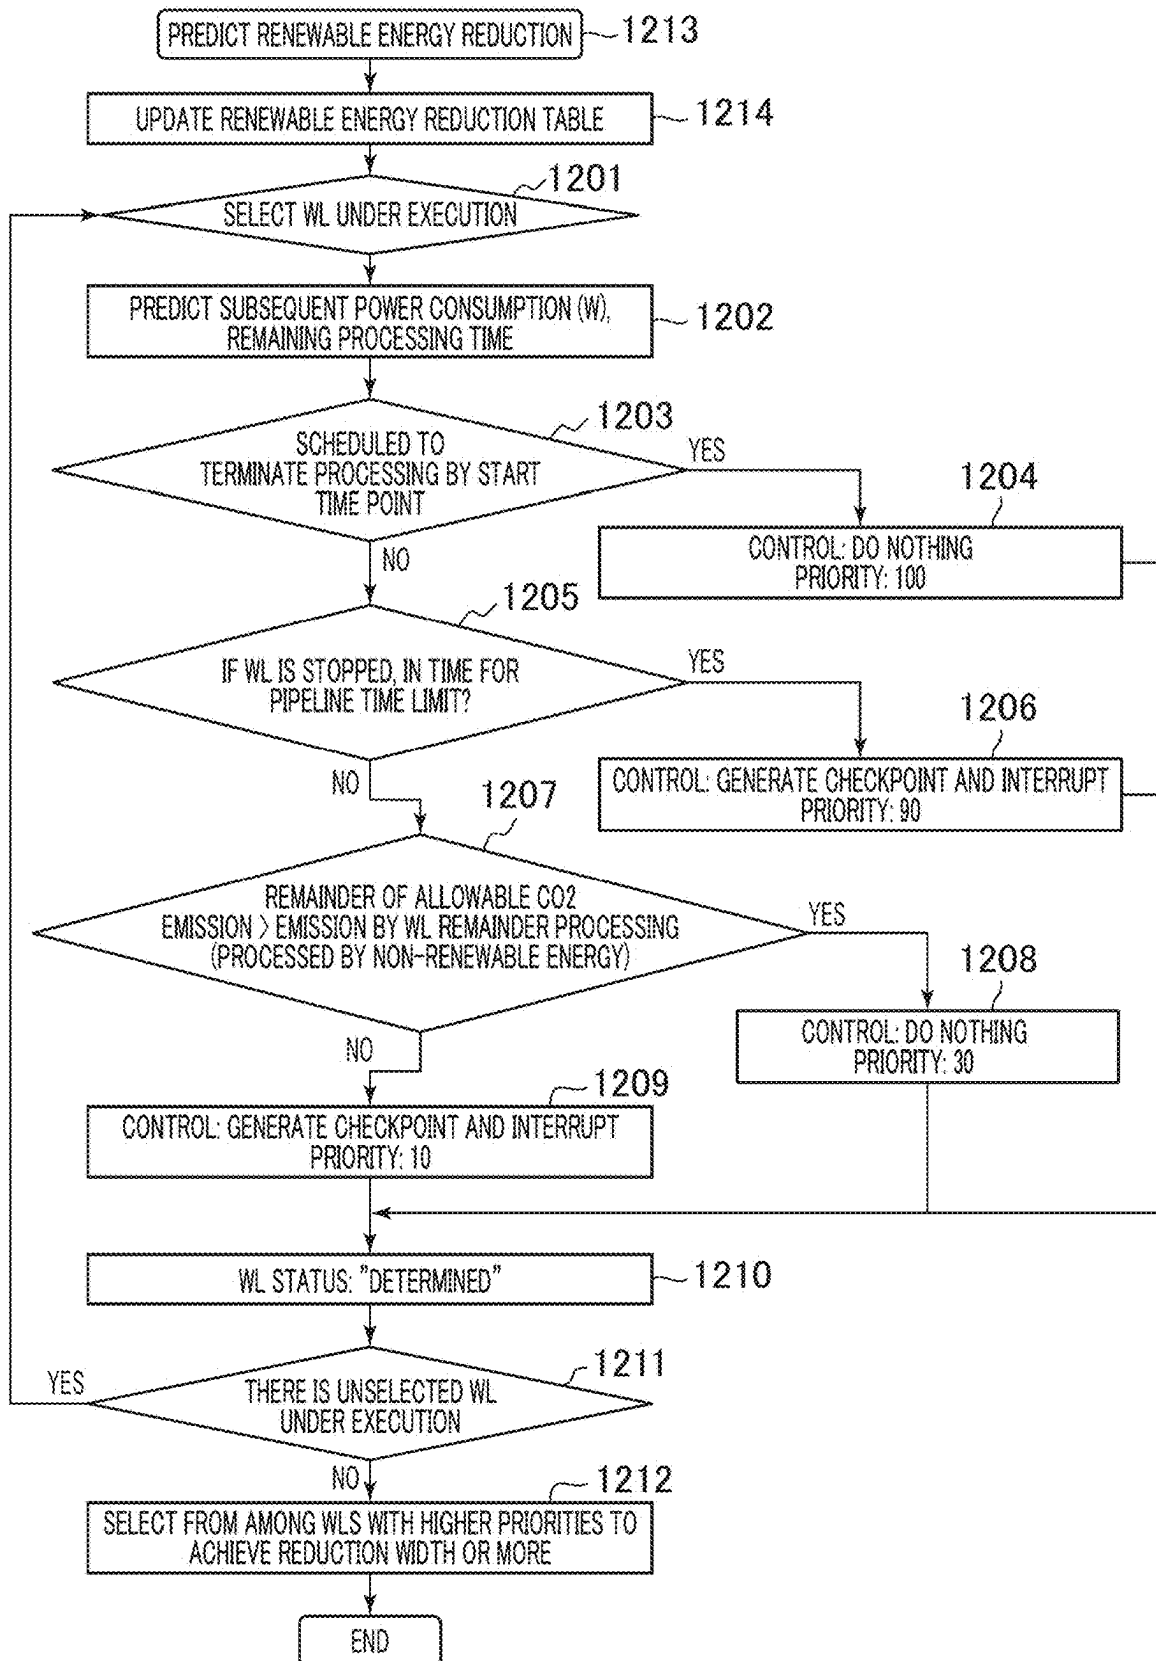 PREDICT RENEWABLE ENERGY REDUCTION
1213
UPDATE RENEWABLE ENERGY REDUCTION TABLE
1214
1201
SELECT WL UNDER EXECUTION
PREDICT SUBSEQUENT POWER CONSUMPTION (W),
REMAINING PROCESSING TIME
1202
1203
SCHEDULED TO
TERMINATE PROCESSING BY START
TIME POINT
YES
NO
1204
CONTROL: DO NOTHING
PRIORITY: 100
1205
IF WL IS STOPPED, IN TIME FOR
PIPELINE TIME LIMIT?
YES
NO
1206
CONTROL: GENERATE CHECKPOINT AND INTERRUPT
PRIORITY: 90
1207
REMAINDER OF ALLOWABLE CO2
EMISSION > EMISSION BY WL REMAINDER PROCESSING
(PROCESSED BY NON-RENEWABLE ENERGY)
YES
NO
1208
CONTROL: DO NOTHING
PRIORITY: 30
1209
CONTROL: GENERATE CHECKPOINT AND INTERRUPT
PRIORITY: 10
WL STATUS: "DETERMINED"
1210
1211
THERE IS UNSELECTED WL
UNDER EXECUTION
YES
NO
1212
SELECT FROM AMONG WLS WITH HIGHER PRIORITIES TO
ACHIEVE REDUCTION WIDTH OR MORE
END